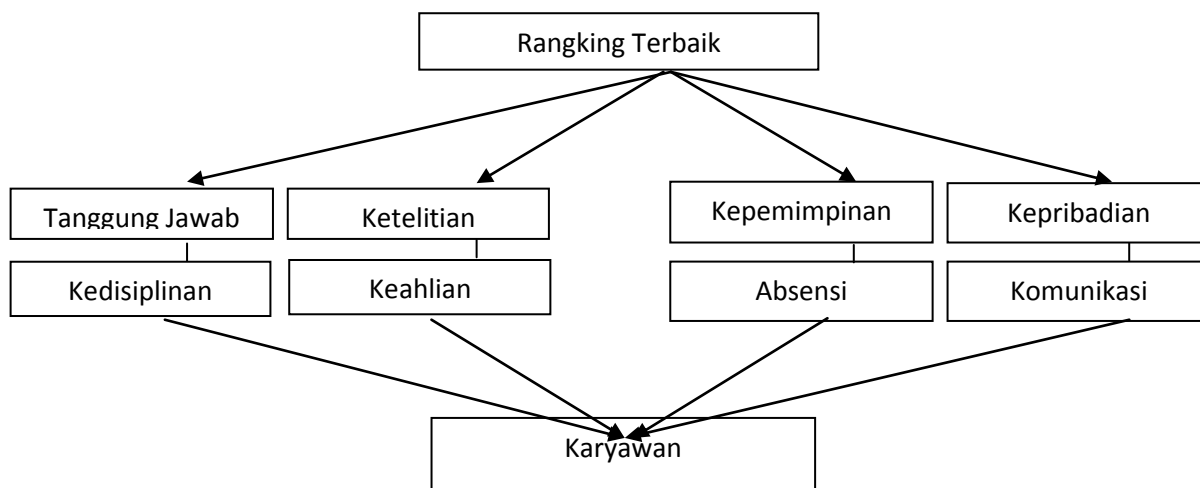 Rangking Terbaik
Tanggung Jawab
Ketelitian
Kepemimpinan
Kepribadian
Kedisiplinan
Keahlian
Absensi
Komunikasi
Karyawan